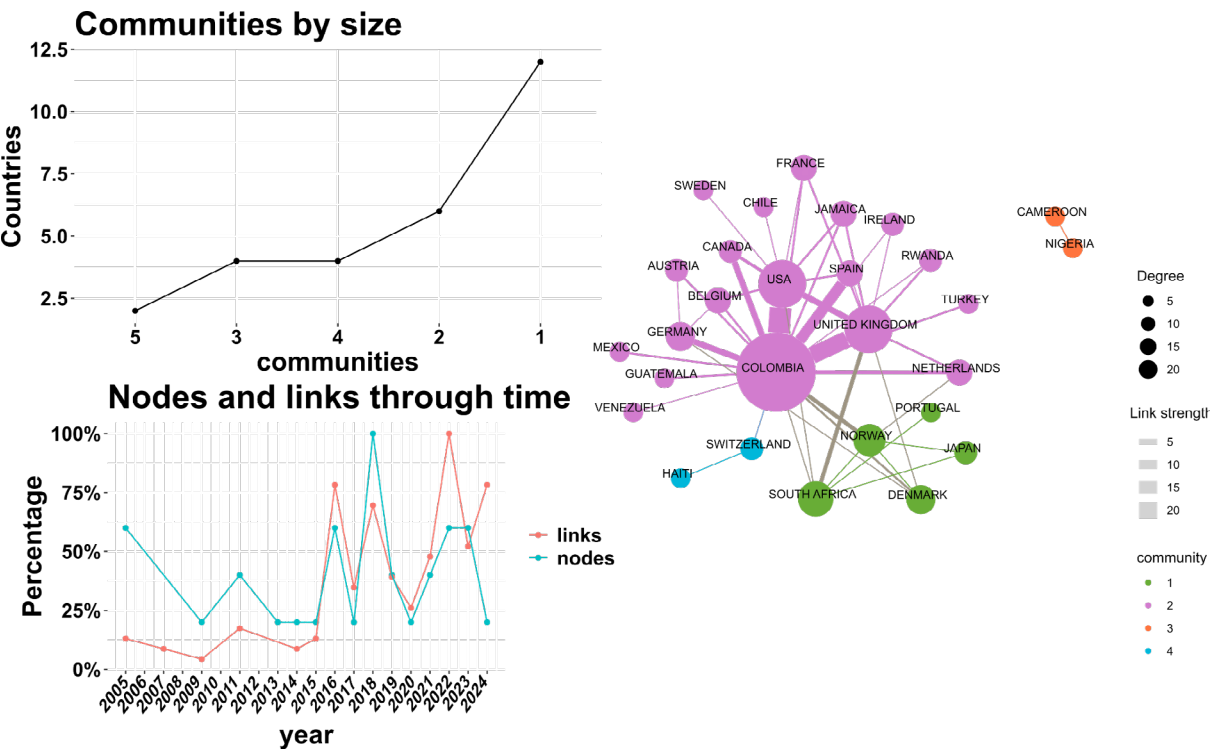 Communities by size
Countries
12.5
10.0
7.5
5.0
2.5
5 3 4 2 1
communities
Nodes and links through time
Percentage
100%
75%
50%
25%
0%
2005 2006 2007 2008 2009 2010 2011 2012 2013 2014 2015 2016 2017 2018 2019 2020 2021 2022 2023 2024
year
links
nodes
FRANCE
SWEDEN
CHILE
JAMAICA
IRELAND
CANADA
AUSTRIA
USA
SPAIN
RWANDA
BELGIUM
TURKEY
GERMANY
UNITED KINGDOM
MEXICO
GUATEMALA
COLOMBIA
NETHERLANDS
VENEZUELA
PORTUGAL
SWITZERLAND
NORWAY
JAPAN
HAITI
SOUTH AFRICA
DENMARK
CAMEROON
NIGERIA
Degree
5
10
15
20
Link strength
5
10
15
20
community
1
2
3
4